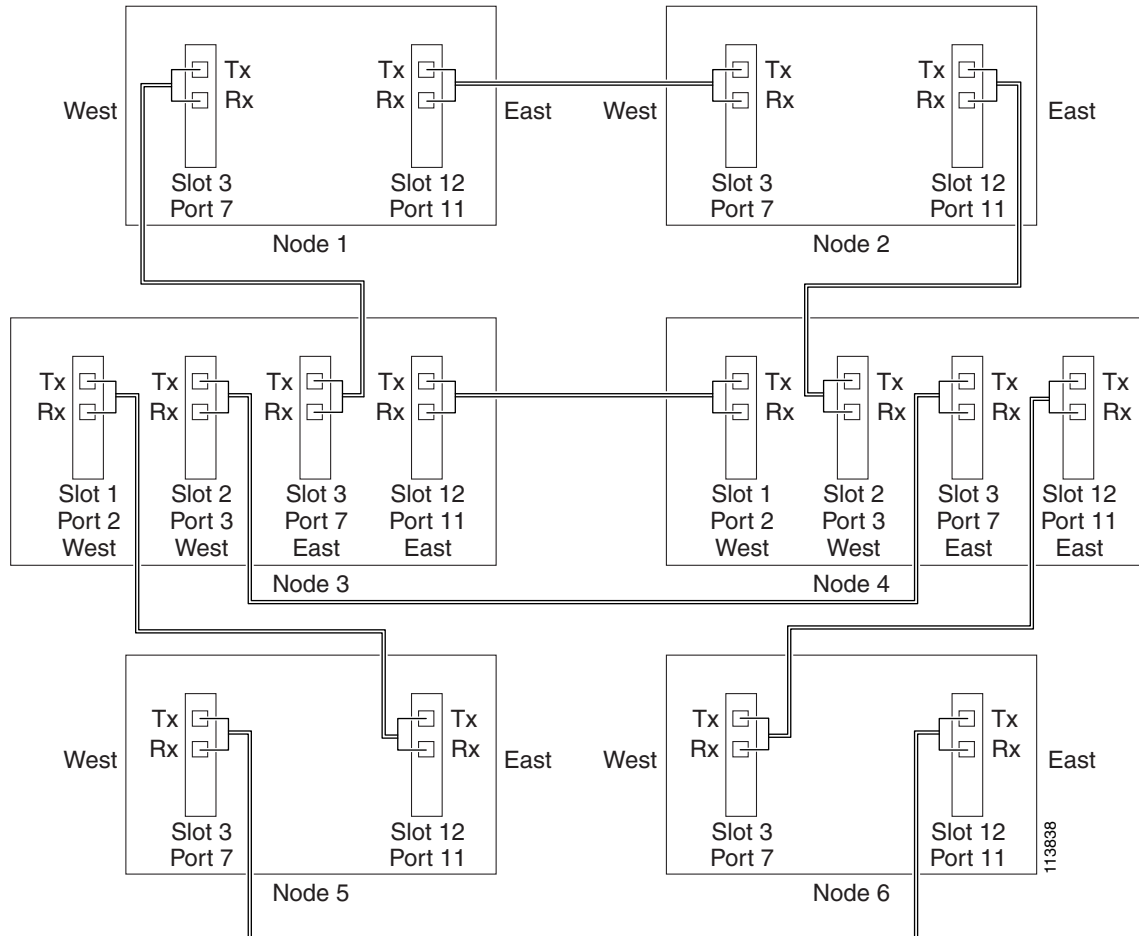 Tx Tx Tx Tx
Rx Rx Rx Rx
West East West East
Slot 3 Slot 12 Slot 3 Slot 12
Port 7 Port 11 Port 7 Port 11
Node 1 Node 2
Tx Tx Tx Tx Tx Tx Tx Tx
Rx Rx Rx Rx Rx Rx Rx Rx
Slot 1 Slot 2 Slot 3 Slot 12 Slot 1 Slot 2 Slot 3 Slot 12
Port 2 Port 3 Port 7 Port 11 Port 2 Port 3 Port 7 Port 11
West West East East West West East East
Node 3 Node 4
Tx Tx Tx Tx
Rx Rx Rx Rx
West East West East
Slot 3 Slot 12 Slot 3 Slot 12
Port 7 Port 11 Port 7 Port 11
113838
Node 5 Node 6